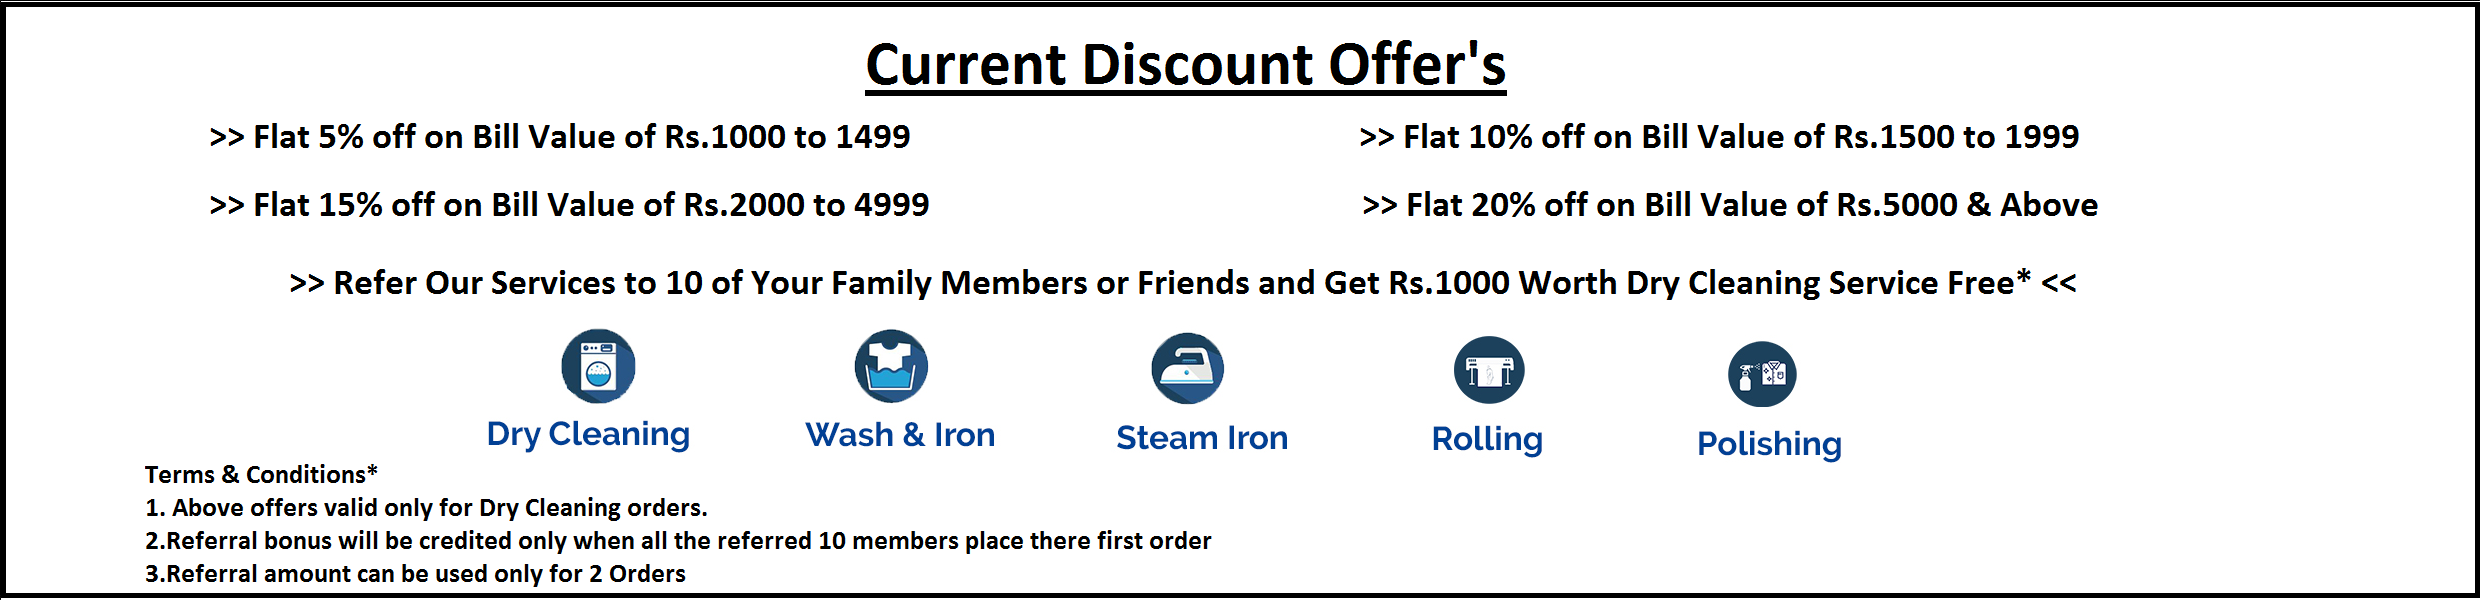 Current Discount Offer's
>> Flat 5% off on Bill Value of Rs.1000 to 1499
>> Flat 10% off on Bill Value of Rs.1500 to 1999
>> Flat 15% off on Bill Value of Rs.2000 to 4999
>> Flat 20% off on Bill Value of Rs.5000 & Above
>> Refer Our Services to 10 of Your Family Members or Friends and Get Rs.1000 Worth Dry Cleaning Service Free* <<
Dry Cleaning
Wash & Iron
Steam Iron
Rolling
Polishing
Terms & Conditions*
1. Above offers valid only for Dry Cleaning orders.
2.Referral bonus will be credited only when all the referred 10 members place there first order
3.Referral amount can be used only for 2 Orders